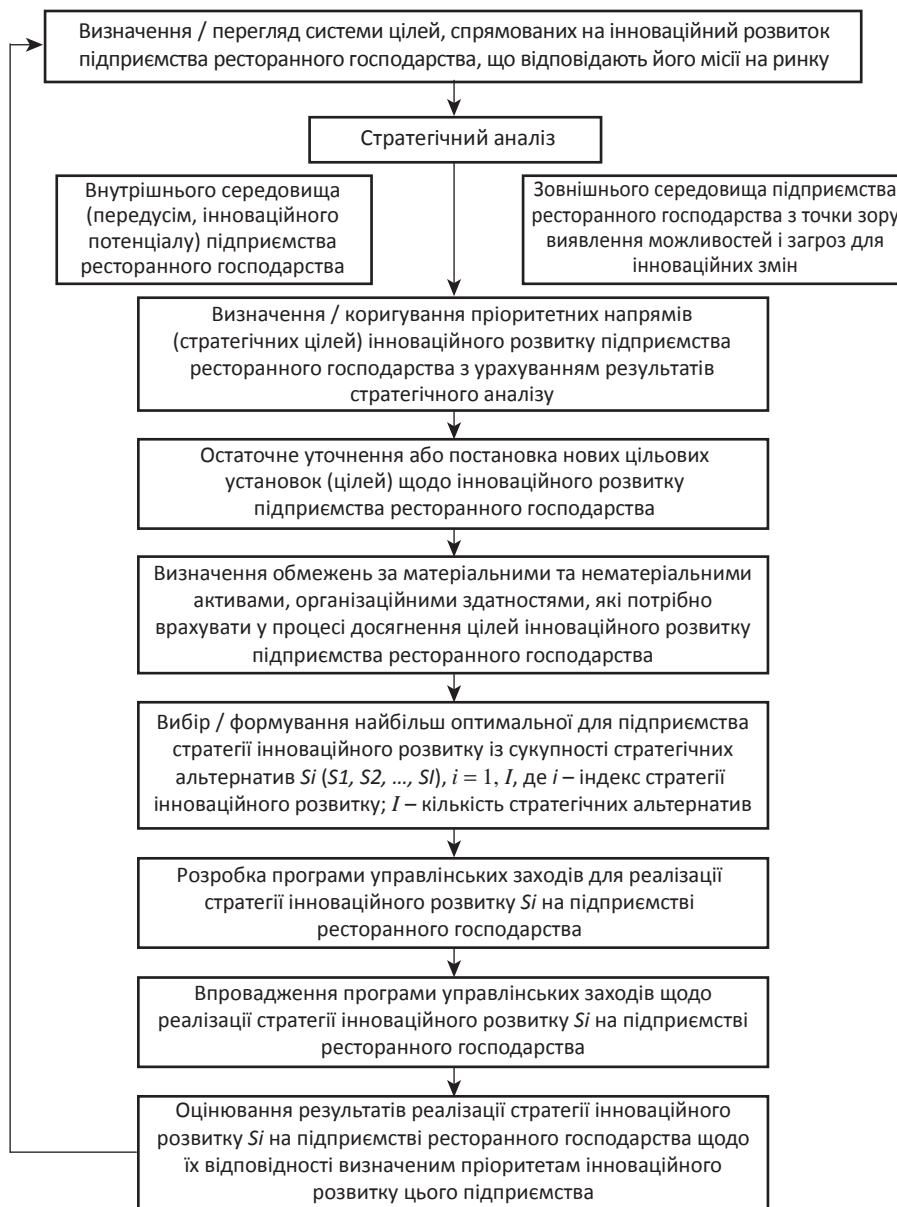 Визначення / перегляд системи цілей, спрямованих на інноваційний розвиток
підприємства ресторанного господарства, що відповідають його місії на ринку
Стратегічний аналіз
Внутрішнього середовища
(передусім, інноваційного
потенціалу) підприємства
ресторанного господарства
Зовнішнього середовища підприємства
ресторанного господарства з точки зору
виявлення можливостей і загроз для
інноваційних змін
Визначення / коригування пріоритетних напрямів
(стратегічних цілей) інноваційного розвитку підприємства
ресторанного господарства з урахуванням результатів
стратегічного аналізу
Остаточне уточнення або постановка нових цільових
установок (цілей) щодо інноваційного розвитку
підприємства ресторанного господарства
Визначення обмежень за матеріальними та нематеріальними
активами, організаційними здатностями, які потрібно
врахувати у процесі досягнення цілей інноваційного розвитку
підприємства ресторанного господарства
Вибір / формування найбільш оптимальної для підприємства
стратегії інноваційного розвитку із сукупності стратегічних
альтернатив Si (S1, S2, ..., SI), i = 1, I, де i – індекс стратегії
інноваційного розвитку; I – кількість стратегічних альтернатив
Розробка програми управлінських заходів для реалізації
стратегії інноваційного розвитку Si на підприємстві
ресторанного господарства
Впровадження програми управлінських заходів щодо
реалізації стратегії інноваційного розвитку Si на підприємстві
ресторанного господарства
Оцінювання результатів реалізації стратегії інноваційного
розвитку Si на підприємстві ресторанного господарства щодо
їх відповідності визначеним пріоритетам інноваційного
розвитку цього підприємства